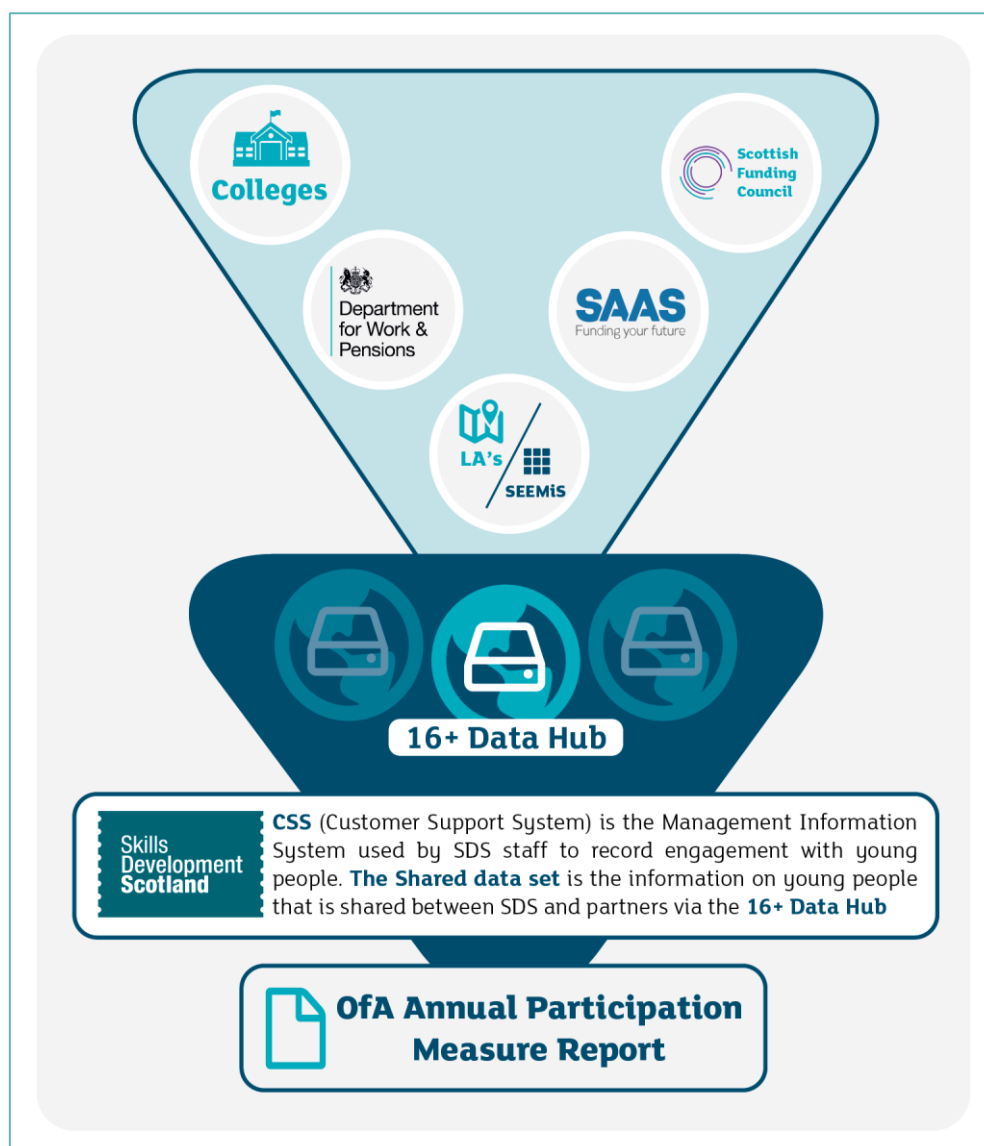 Colleges
Scottish
Funding
Council
Department
for Work &
Pensions
SAAS
Funding your future
LA's
SEEMiS
16+ Data Hub
Skills
Development
Scotland
CSS (Customer Support System) is the Management Information
System used by SDS staff to record engagement with young
people. The Shared data set is the information on young people
that is shared between SDS and partners via the 16+ Data Hub
OfA Annual Participation
Measure Report